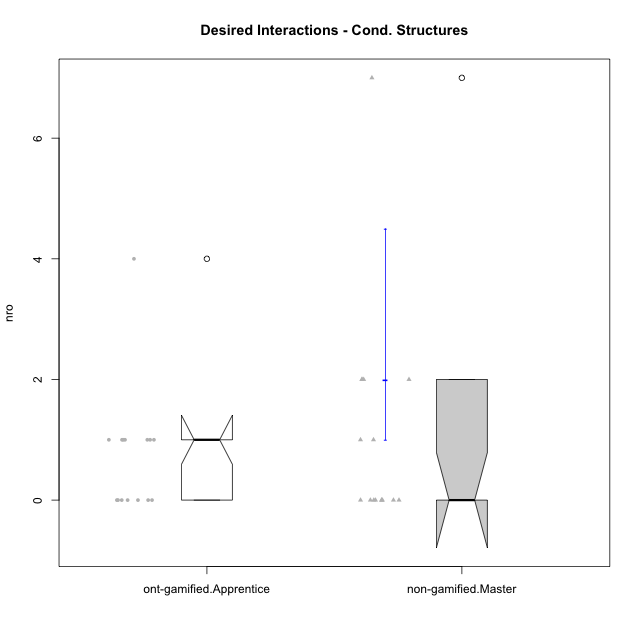 Desired Interactions - Cond. Structures
nro
6
4
2
0
ont-gamified.Apprentice
non-gamified.Master